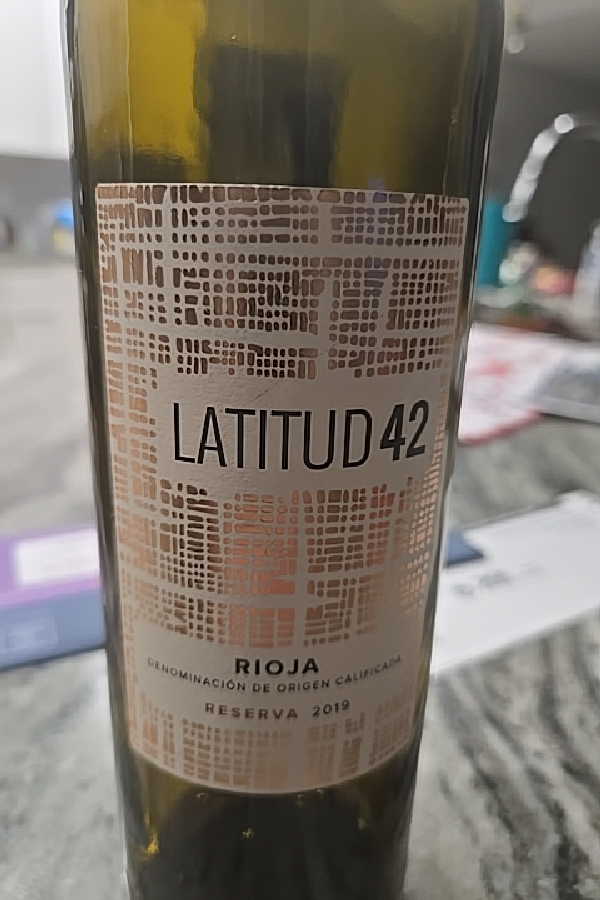 LATITUD 42
RIOJA
DENOMINACIÓN DE ORIGEN CALIFICADA
RESERVA 2019